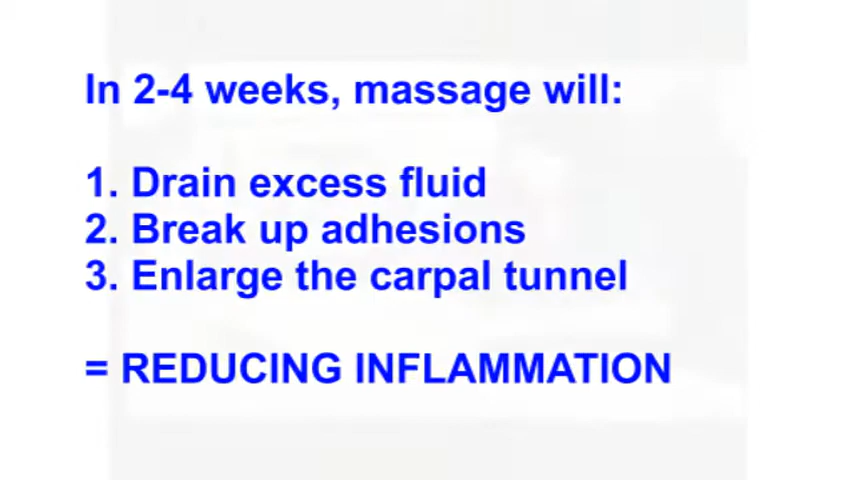 In 2-4 weeks, massage will:
1. Drain excess fluid
2. Break up adhesions
3. Enlarge the carpal tunnel
= REDUCING INFLAMMATION